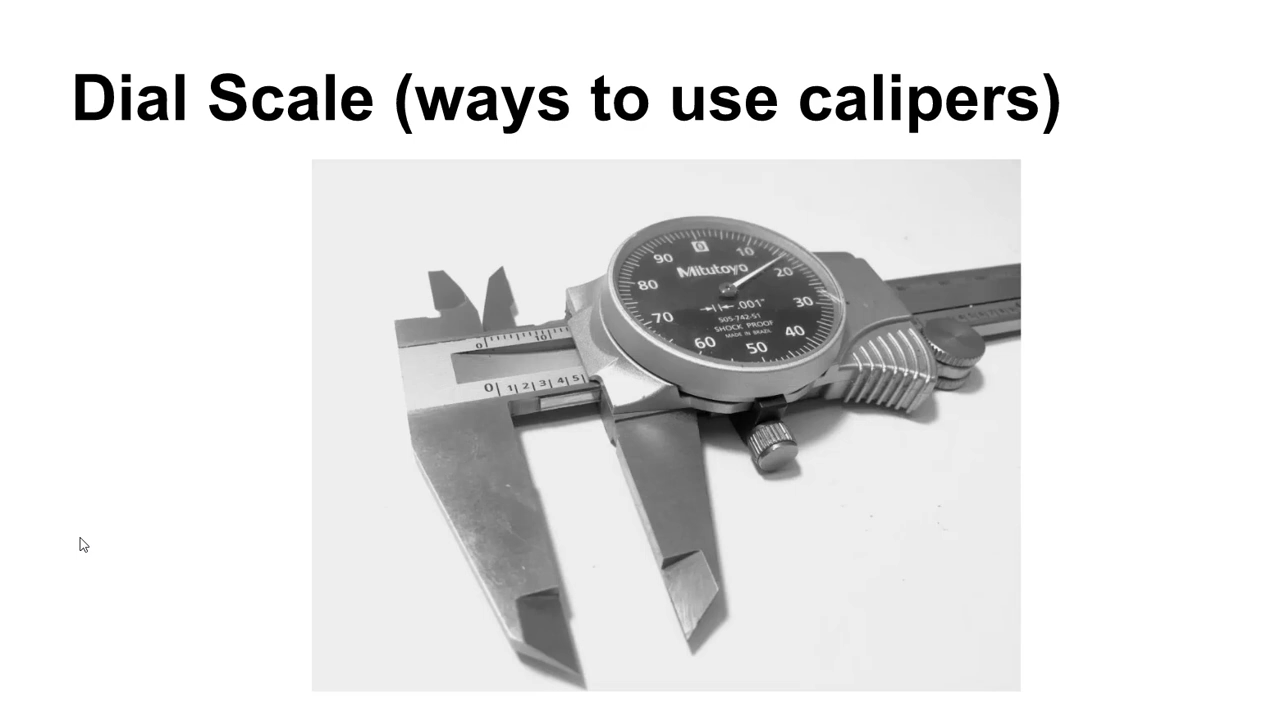 Dial Scale (ways to use calipers)
0
90 10
Mitutoyo
80 20
.001"
70 30
505-742-51
SHOCK PROOF
MADE IN BRAZIL
60 50 40
0 10
0 1 2 3 4 5